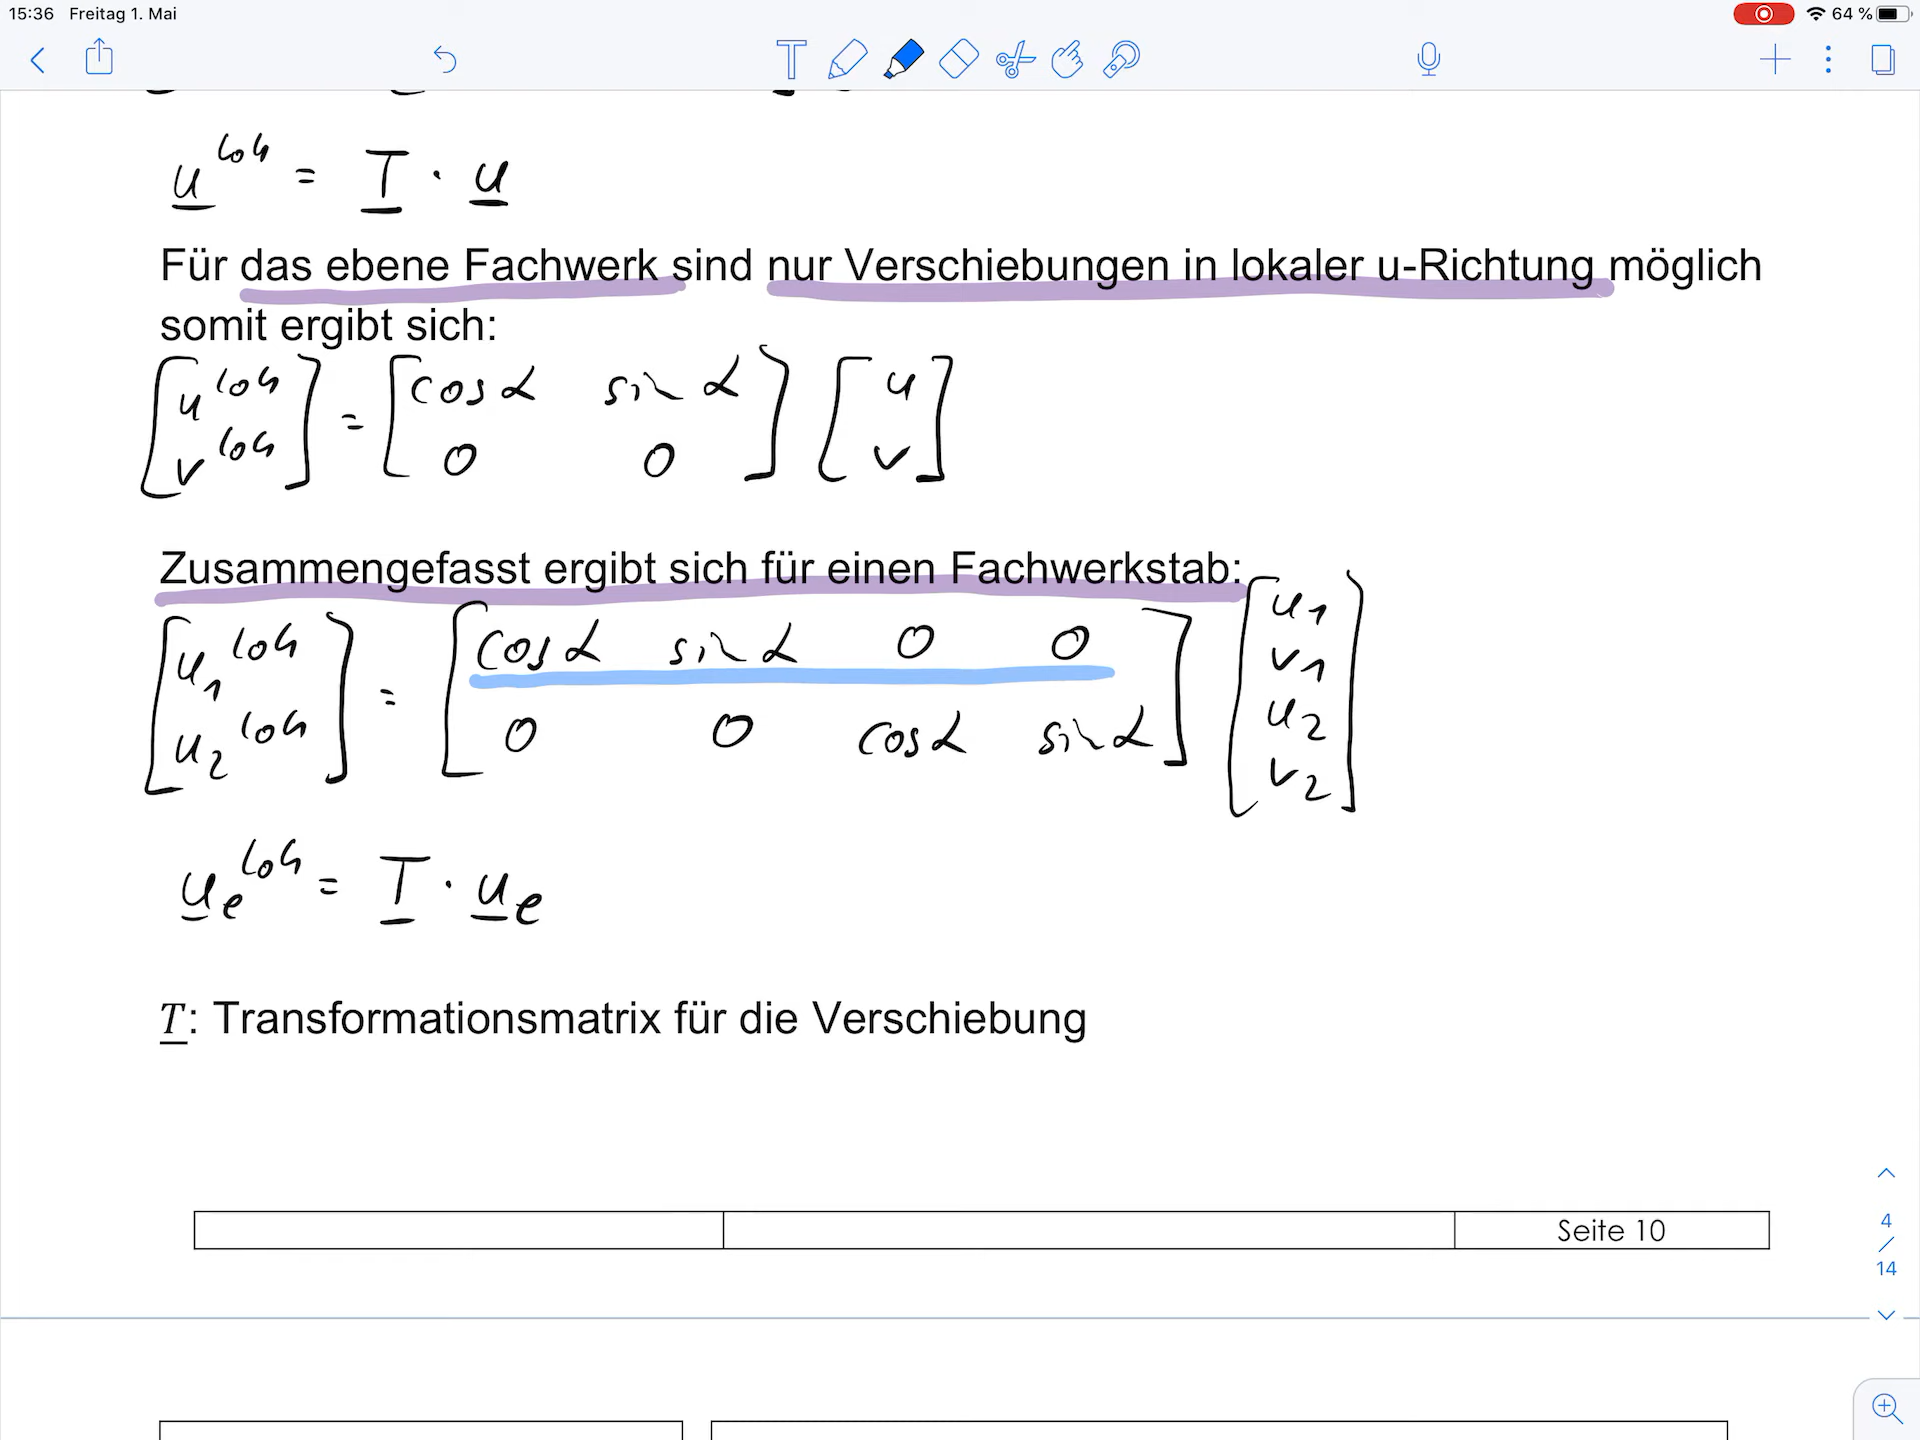 15:36 Freitag 1. Mai 64 %
u^lok = T · u
Für das ebene Fachwerk sind nur Verschiebungen in lokaler u-Richtung möglich
somit ergibt sich:
[u^lok] = [cos α sin α] [u]
[v^lok] [0 0] [v]
Zusammengefasst ergibt sich für einen Fachwerkstab:
[u1^lok] = [cos α sin α 0 0] [u1 v1
[u2^lok] [0 0 cos α sin α] u2 v2]
u_e^lok = T · u_e
T: Transformationsmatrix für die Verschiebung
Seite 10
4
/
14